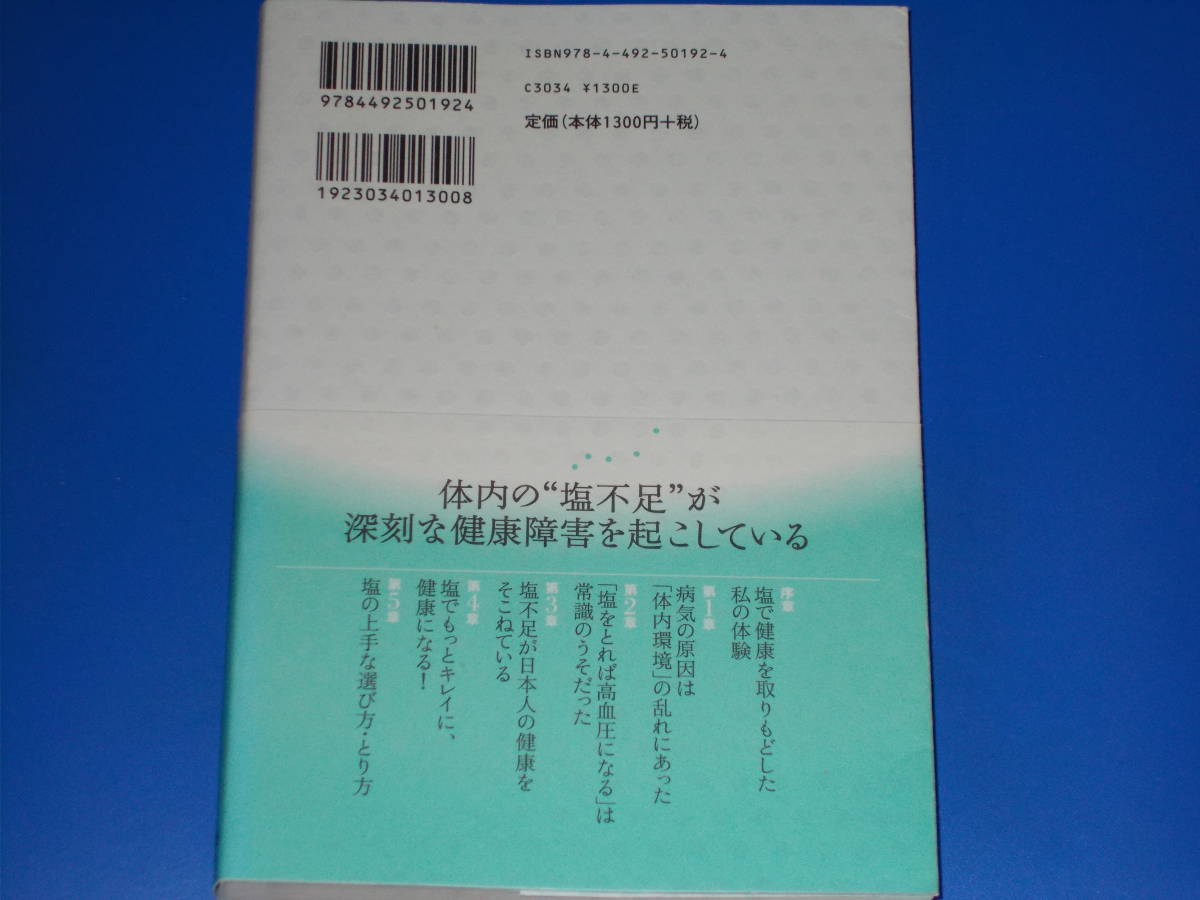 ISBN978-4-492-50192-4
C3034 ¥1300E
定価(本体1300円+税)
9784492501924
1923034013008
体内の“塩不足”が
深刻な健康障害を起こしている
序章
塩で健康を取りもどした
私の体験
第1章
病気の原因は
「体内環境」の乱れにあった
第2章
「塩をとれば高血圧になる」は
常識のうそだった
第3章
塩不足が日本人の健康を
そこねている
第4章
塩でもっとキレイに、
健康になる!
第5章
塩の上手な選び方・とり方